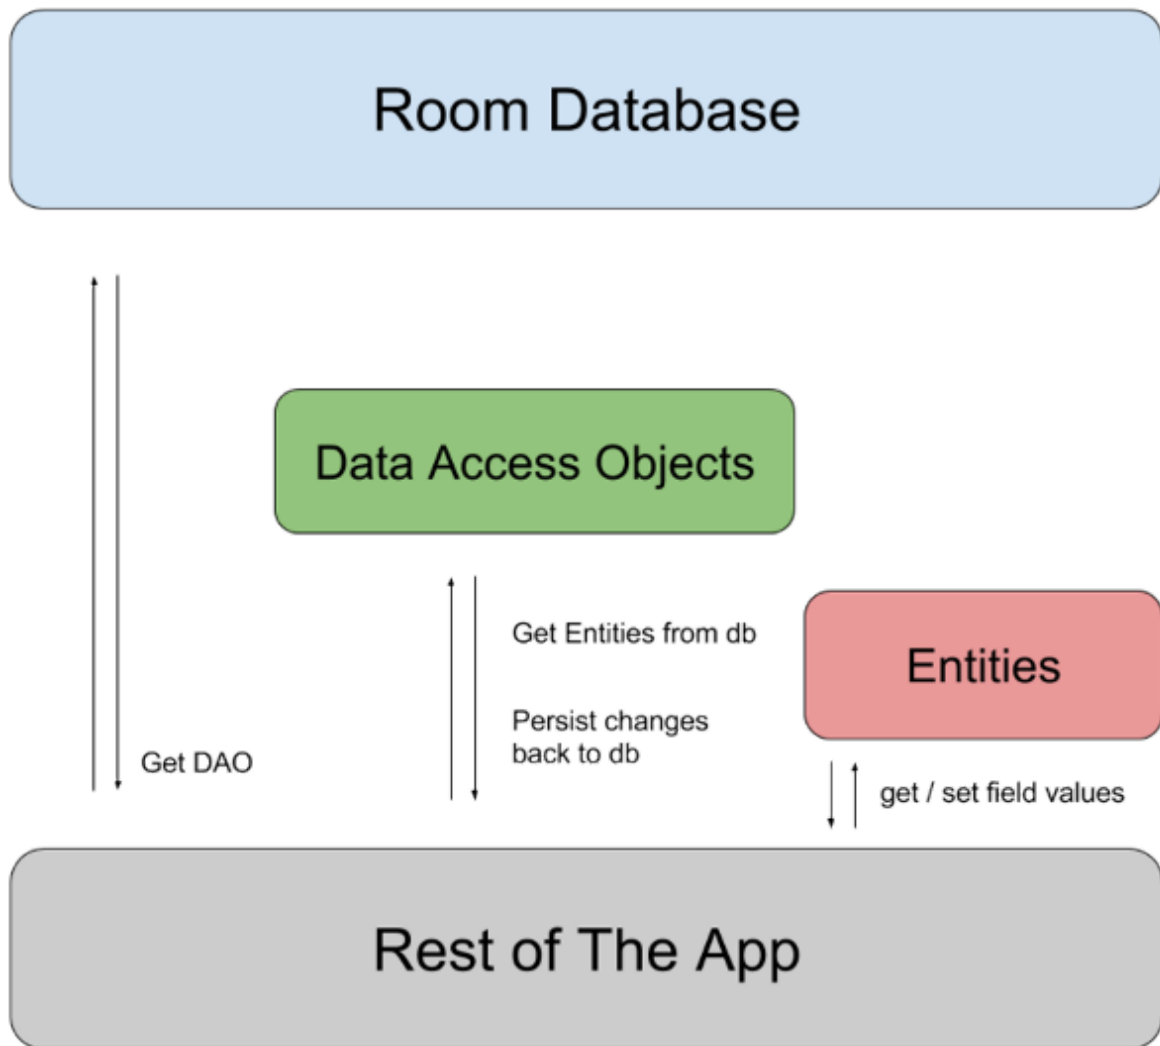 Room Database
Data Access Objects
Get Entities from db
Entities
Persist changes
back to db
Get DAO
get / set field values
Rest of The App